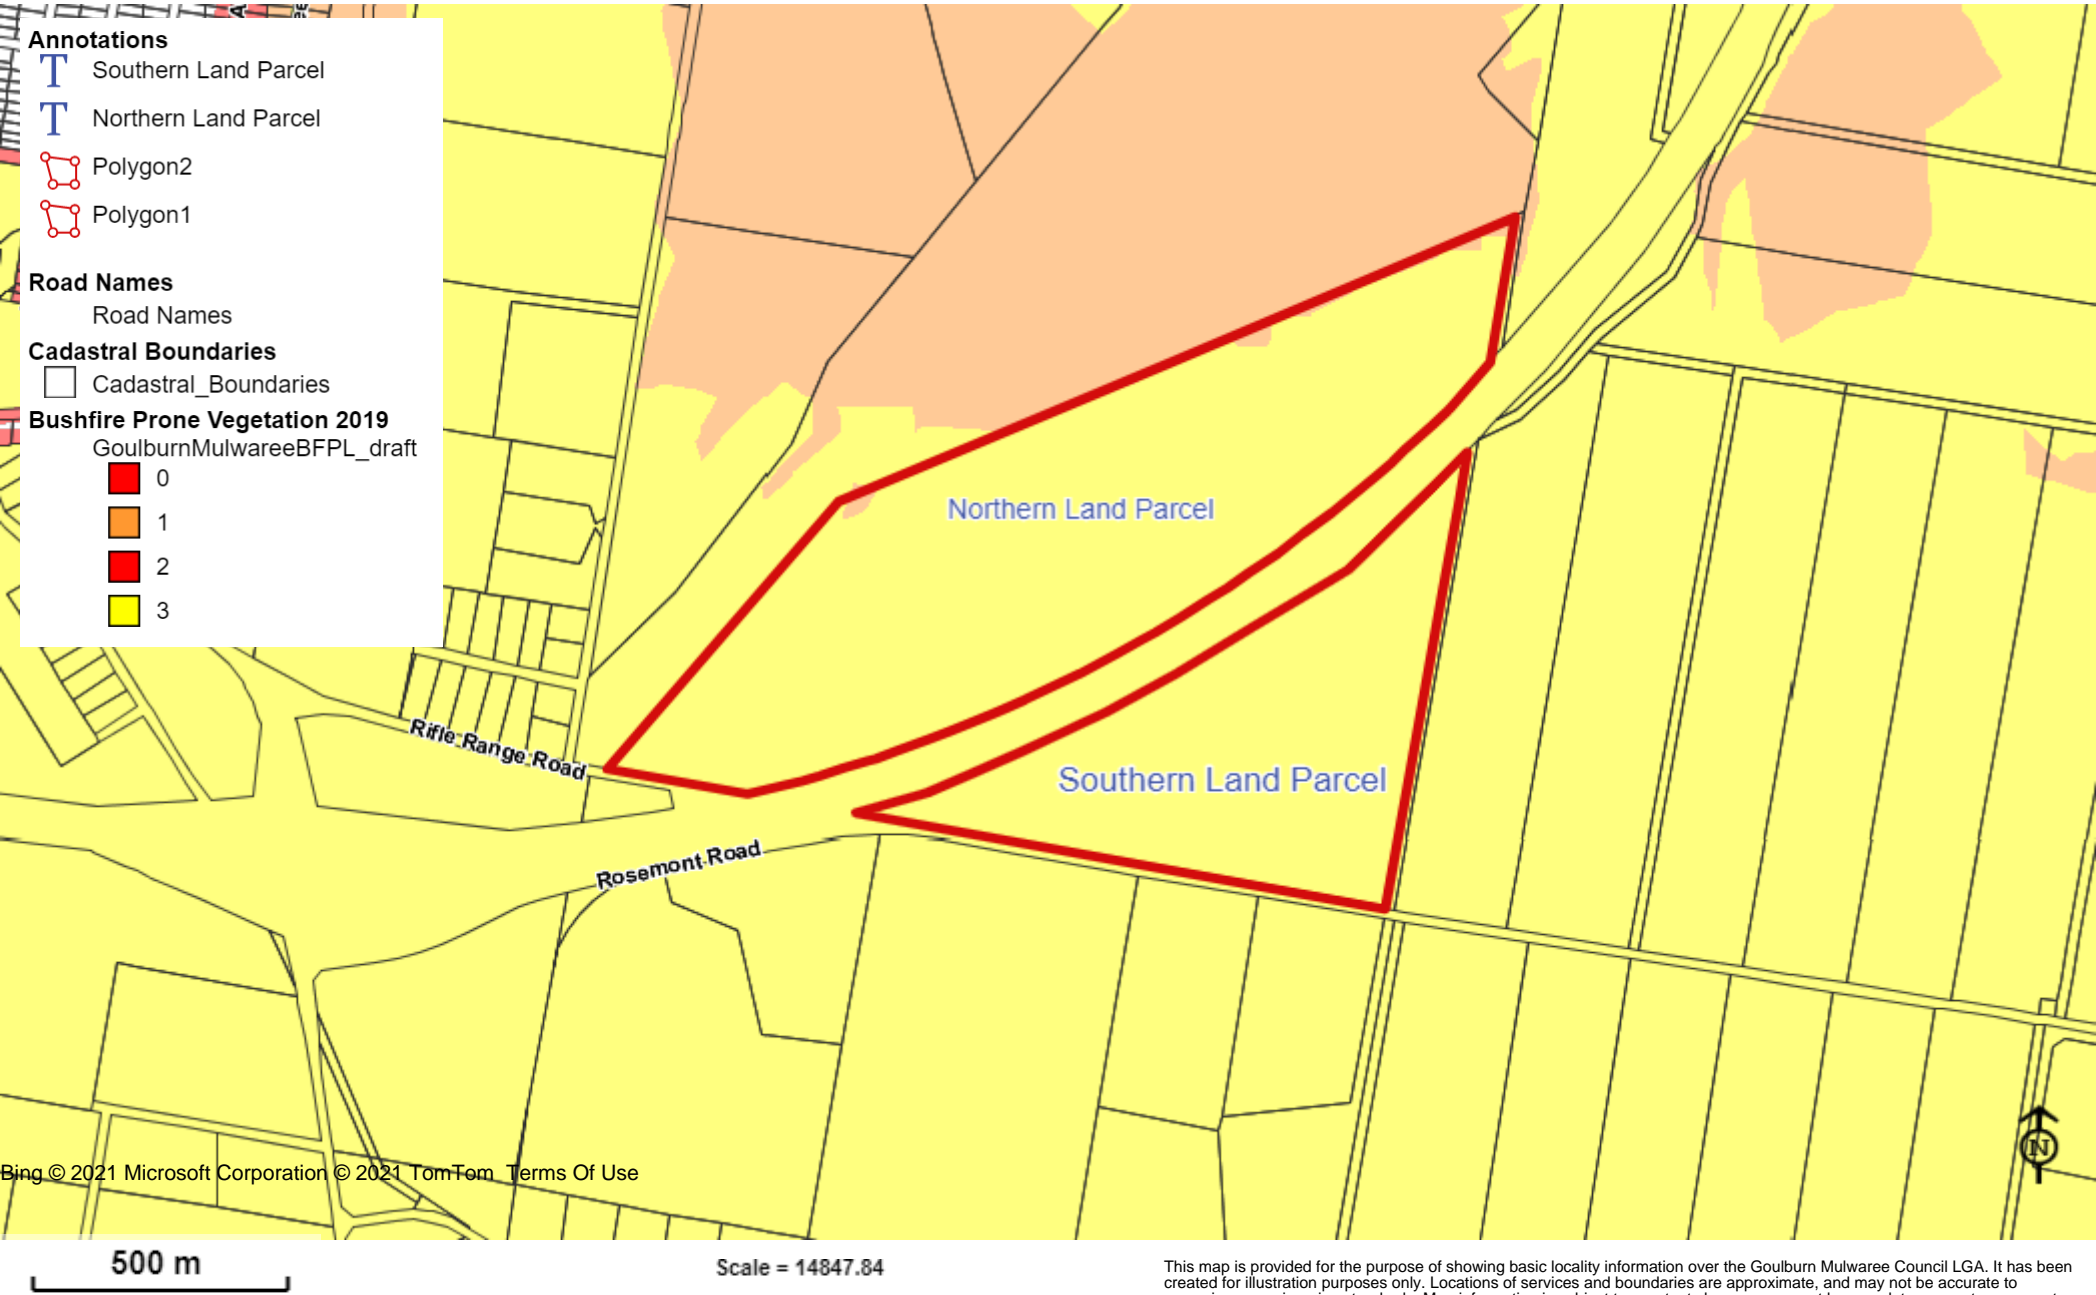 Annotations
T Southern Land Parcel
T Northern Land Parcel
Polygon2
Polygon1
Road Names
Road Names
Cadastral Boundaries
Cadastral_Boundaries
Bushfire Prone Vegetation 2019
GoulburnMulwareeBFPL_draft
0
1
2
3
Northern Land Parcel
Southern Land Parcel
Rifle Range Road
Rosemont Road
N
Bing © 2021 Microsoft Corporation © 2021 TomTom Terms Of Use
500 m
Scale = 14847.84
This map is provided for the purpose of showing basic locality information over the Goulburn Mulwaree Council LGA. It has been
created for illustration purposes only. Locations of services and boundaries are approximate, and may not be accurate to